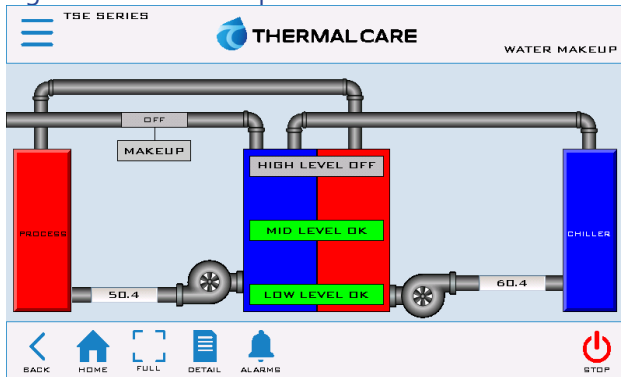 TSE SERIES
THERMALCARE
WATER MAKEUP
OFF
MAKEUP
HIGH LEVEL OFF
PROCESS
MID LEVEL OK
CHILLER
50.4
LOW LEVEL OK
60.4
BACK
HOME
FULL
DETAIL
ALARMS
STOP